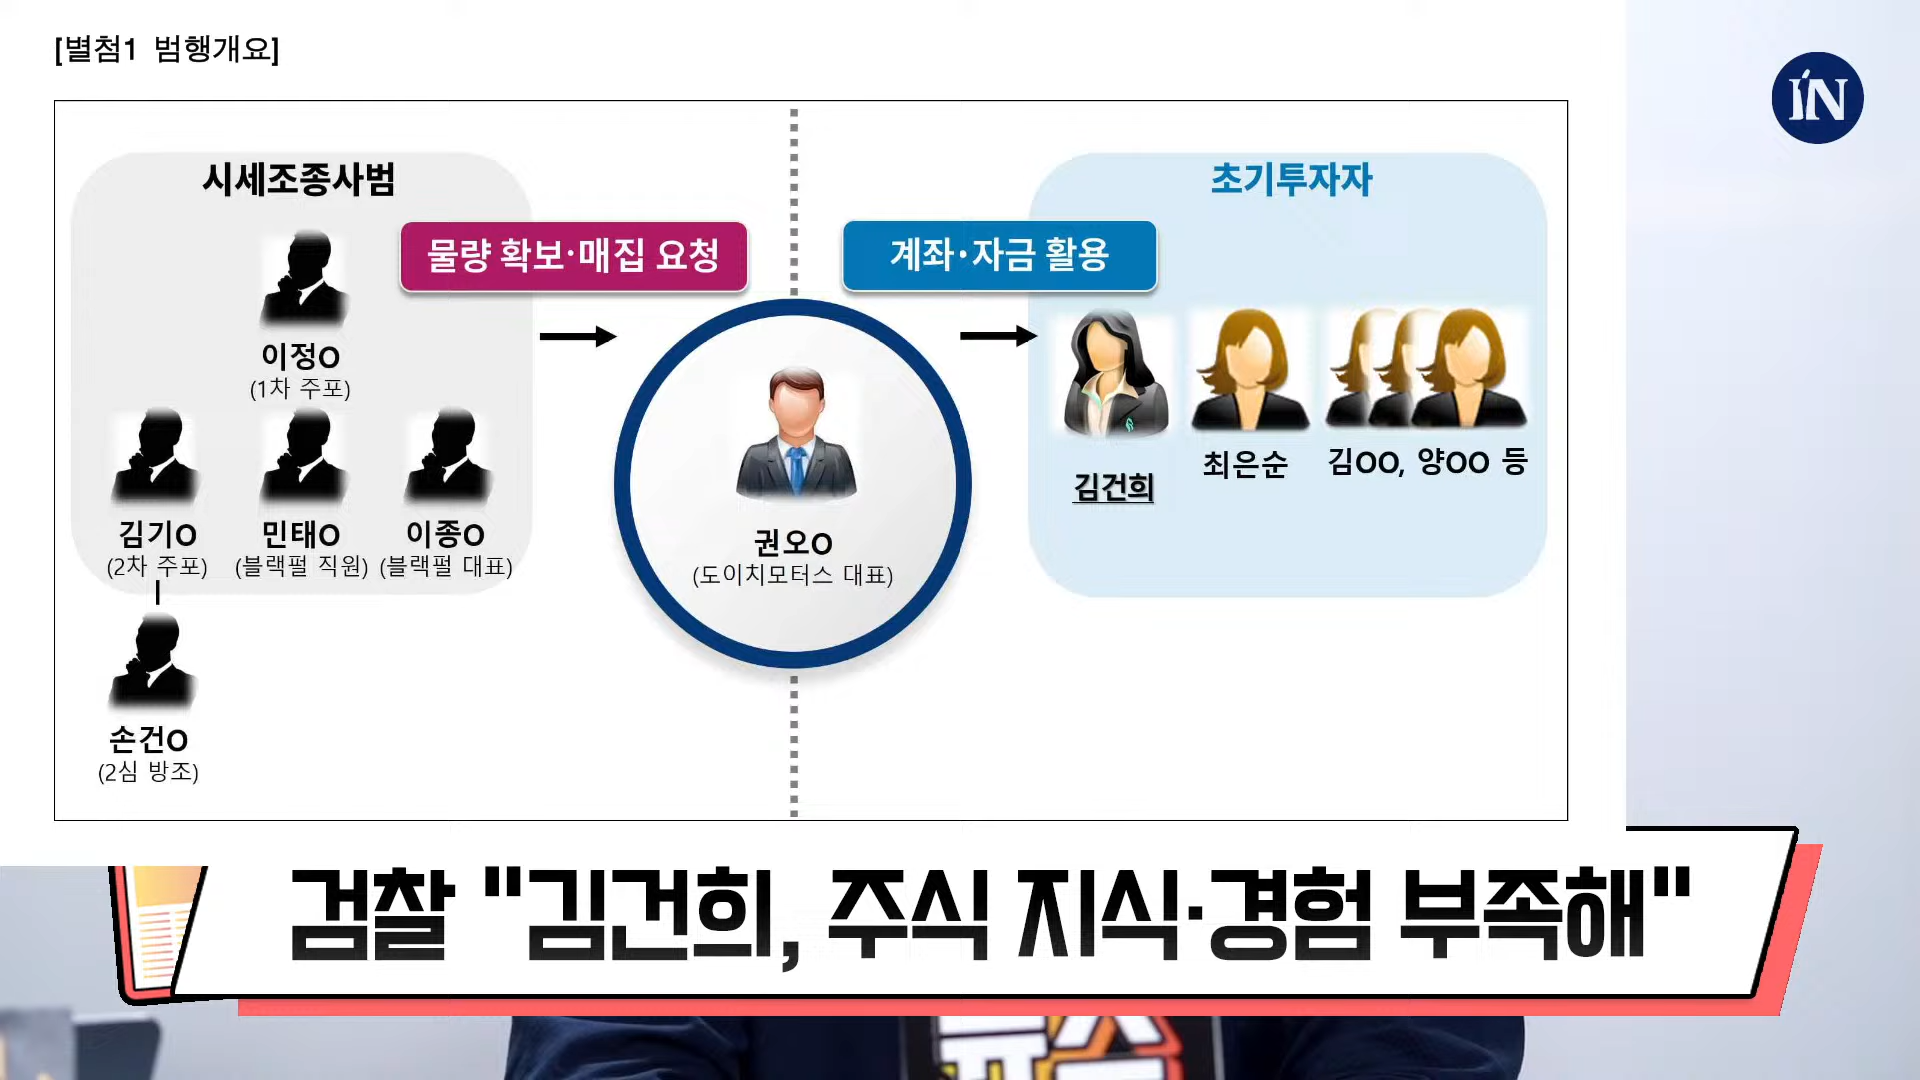 [별첨1 범행개요]
IN
시세조종사범
초기투자자
물량 확보·매집 요청
계좌·자금 활용
이정O
(1차 주포)
김기O
(2차 주포)
민태O
(블랙펄 직원)
이종O
(블랙펄 대표)
손건O
(2심 방조)
권오O
(도이치모터스 대표)
김건희
최은순
김OO, 양OO 등
검찰 "김건희, 주식 지식·경험 부족해"